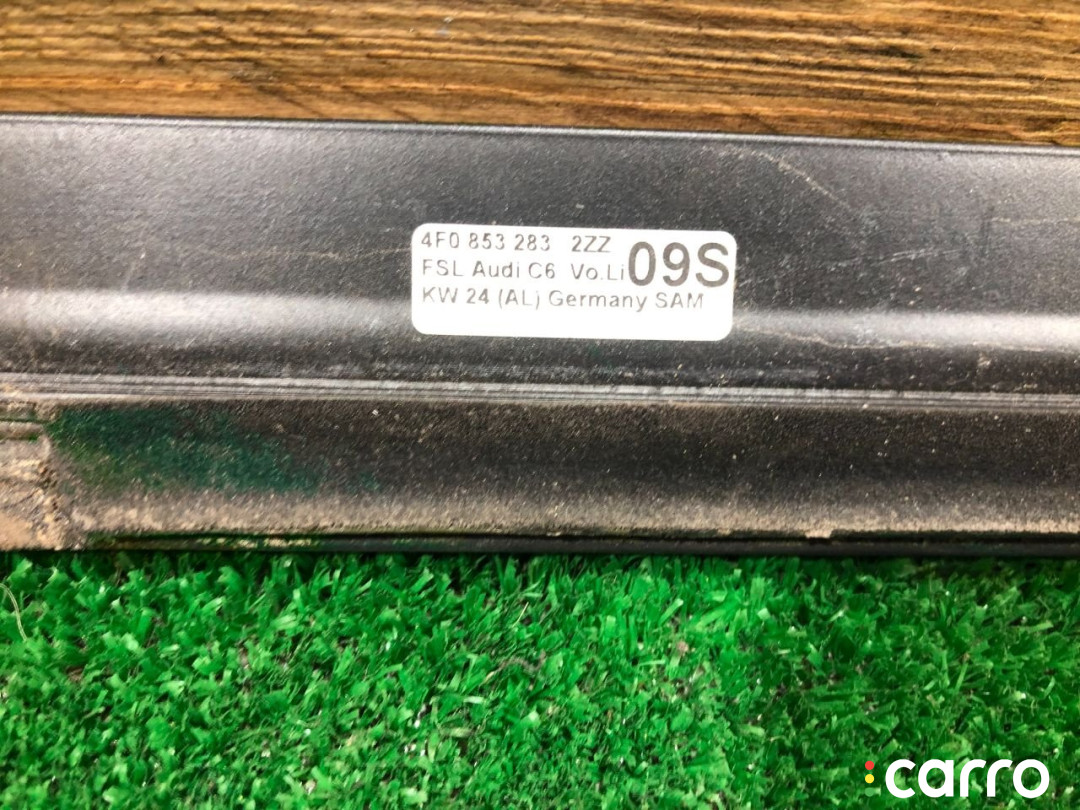 4F0 853 283 2ZZ
FSL Audi C6 Vo.Li 09S
KW 24 (AL) Germany SAM
carro